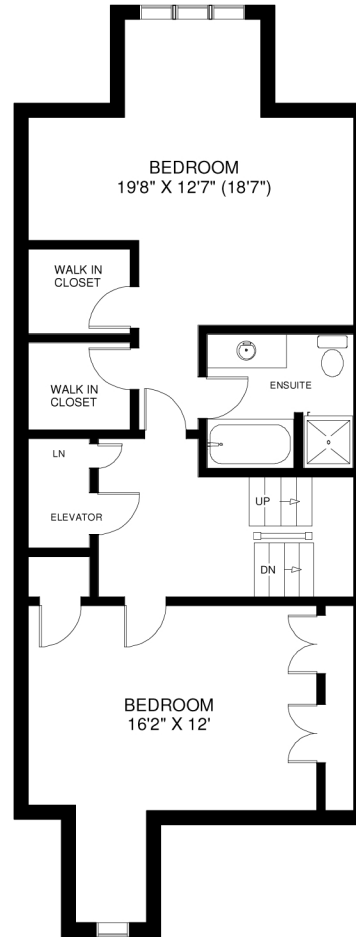 BEDROOM
19'8" X 12'7" (18'7")
WALK IN
CLOSET
WALK IN
CLOSET
ENSUITE
LN
ELEVATOR
UP
DN
BEDROOM
16'2" X 12'